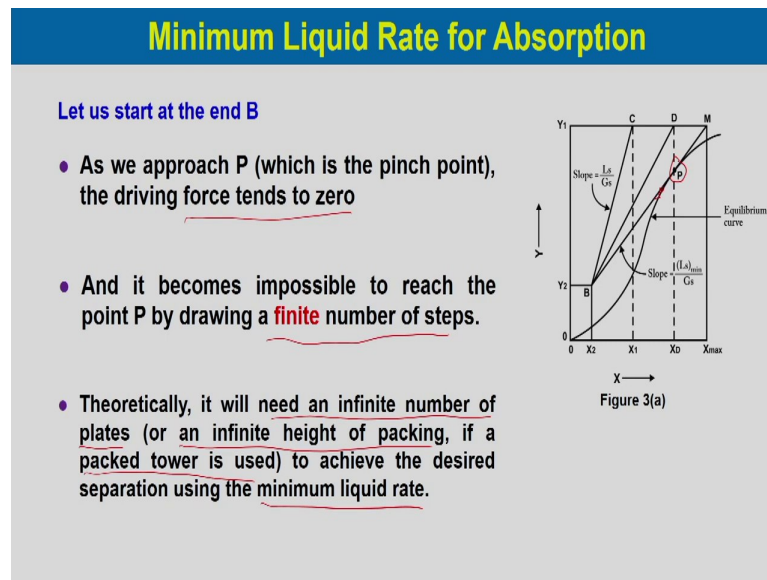 Minimum Liquid Rate for Absorption
Let us start at the end B
• As we approach P (which is the pinch point),
the driving force tends to zero
• And it becomes impossible to reach the
point P by drawing a finite number of steps.
• Theoretically, it will need an infinite number of
plates (or an infinite height of packing, if a
packed tower is used) to achieve the desired
separation using the minimum liquid rate.
C D M
Y1
P
Slope = Ls/Gs
Equilibrium
curve
Y
Slope = (Ls)min/Gs
Y2
B
0
0 X2 X1 XD Xmax
X
Figure 3(a)